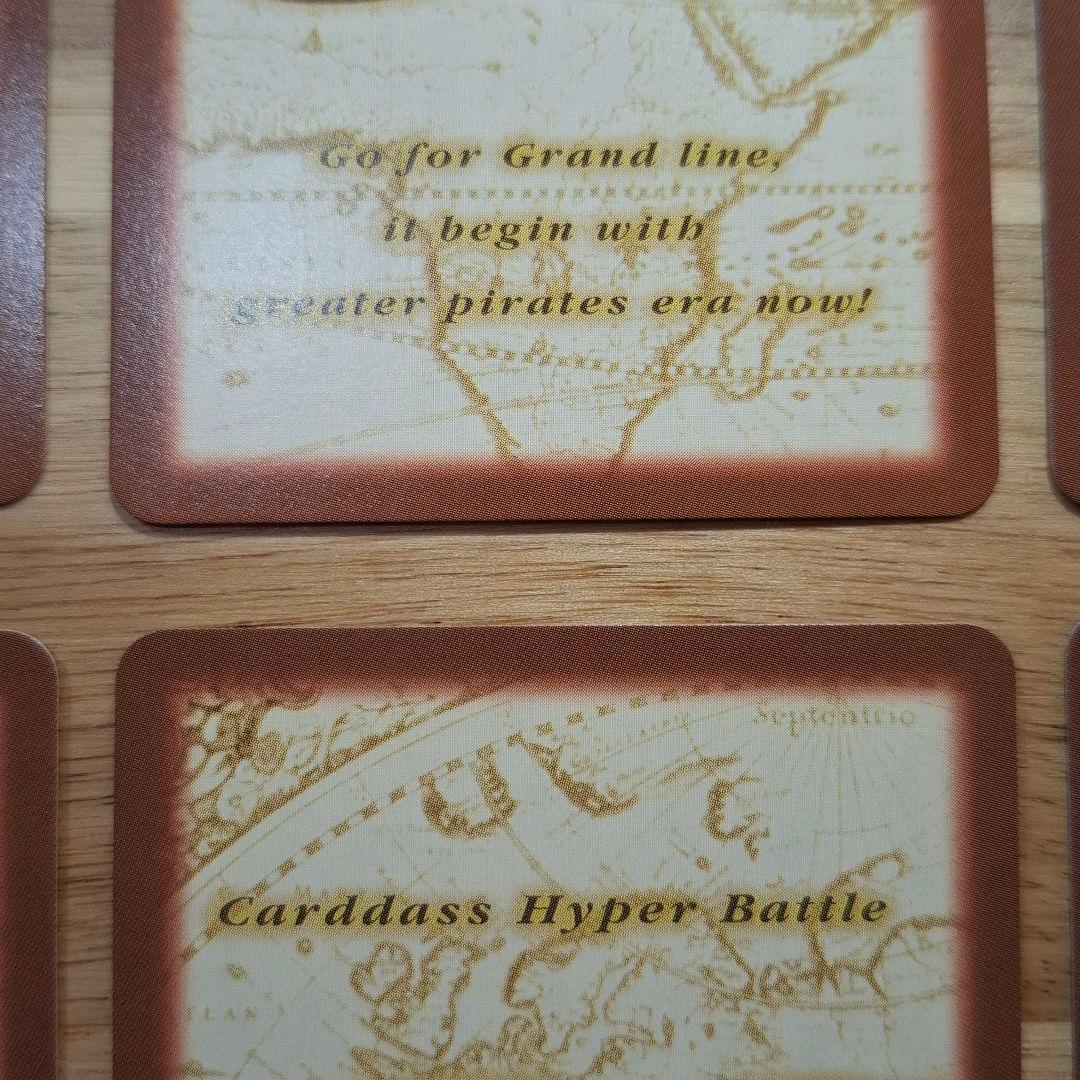 Go for Grand line,
it begin with
greater pirates era now!
Septentrio
Carddass Hyper Battle